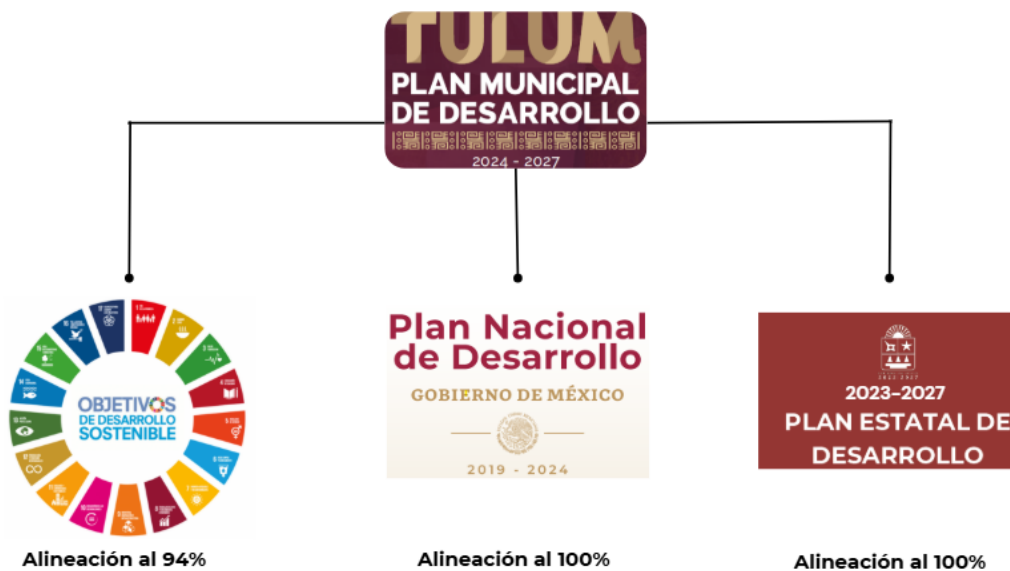 TULUM
PLAN MUNICIPAL
DE DESARROLLO
2024 - 2027
OBJETIVOS
DE DESARROLLO
SOSTENIBLE
Alineación al 94%
Plan Nacional
de Desarrollo
GOBIERNO DE MÉXICO
2019 - 2024
Alineación al 100%
2023-2027
PLAN ESTATAL DE
DESARROLLO
Alineación al 100%